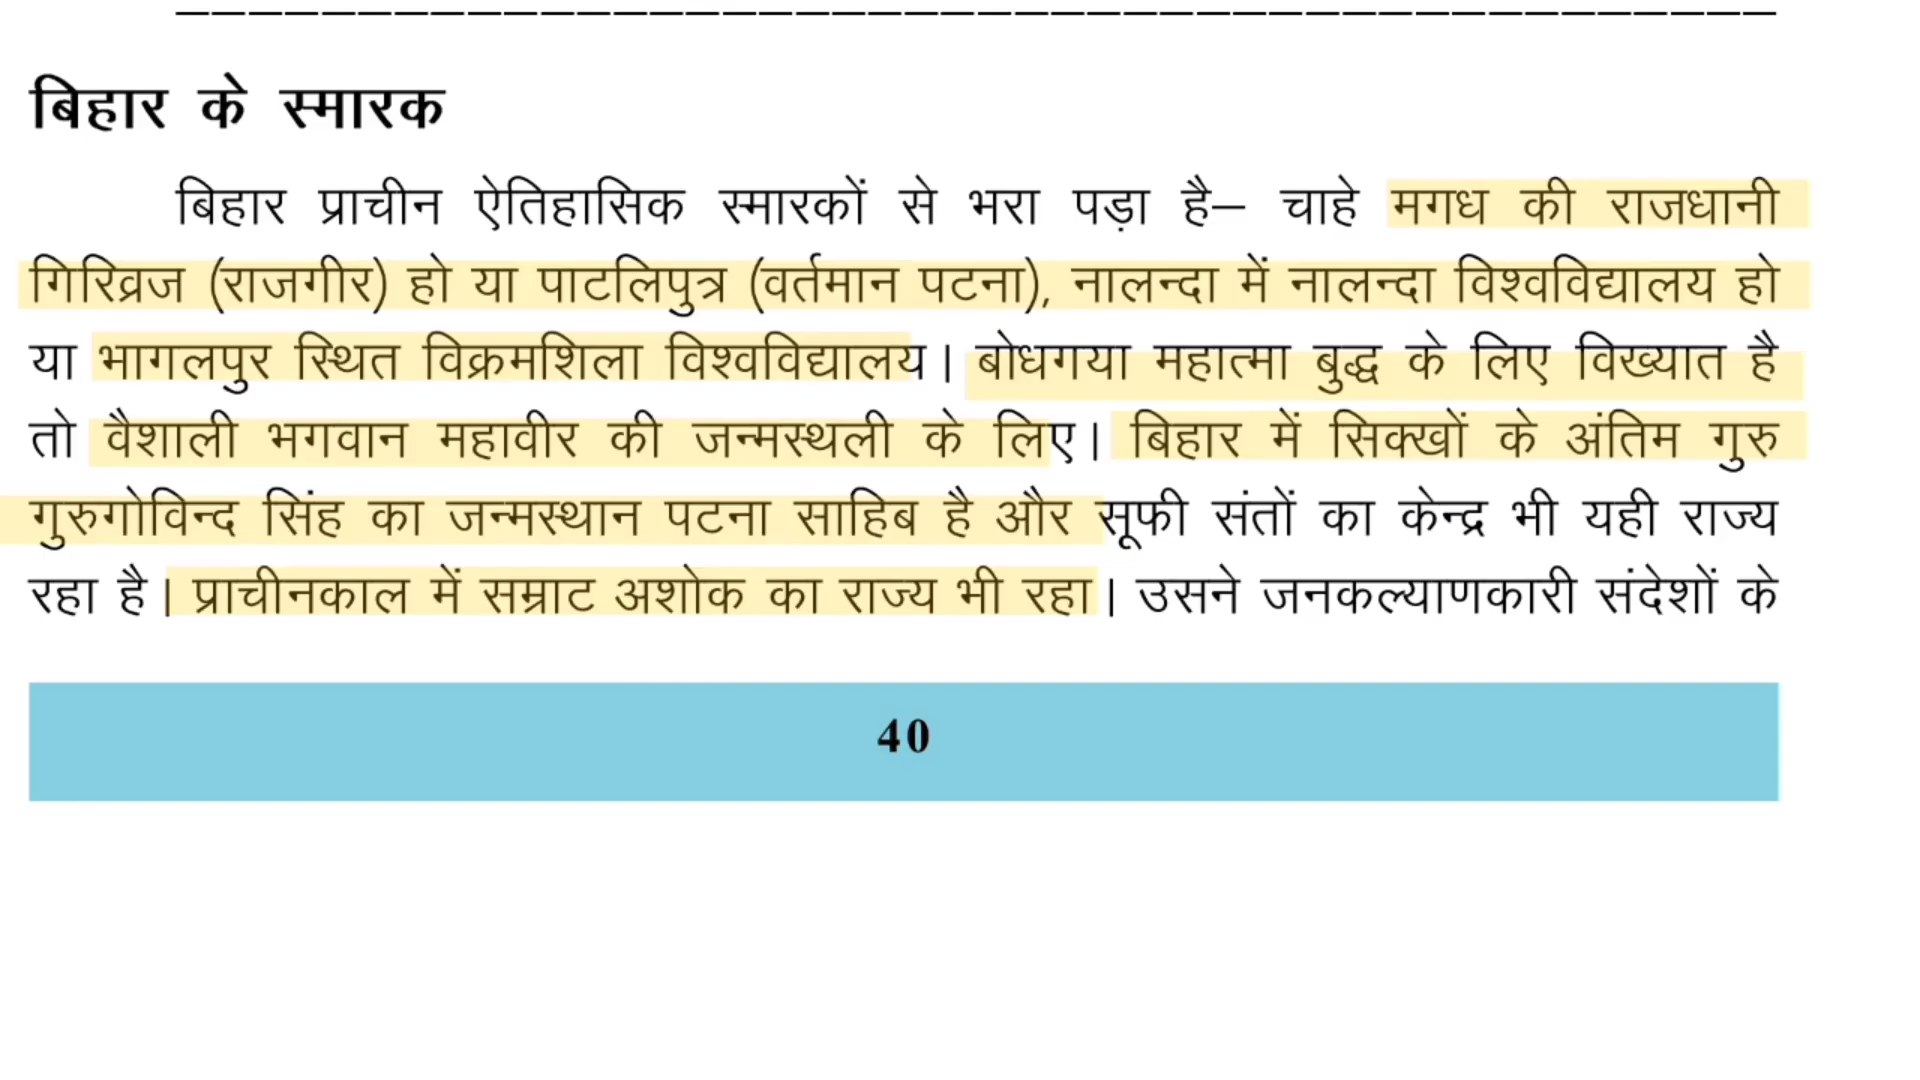 बिहार के स्मारक
बिहार प्राचीन ऐतिहासिक स्मारकों से भरा पड़ा है– चाहे मगध की राजधानी
गिरिव्रज (राजगीर) हो या पाटलिपुत्र (वर्तमान पटना), नालन्दा में नालन्दा विश्वविद्यालय हो
या भागलपुर स्थित विक्रमशिला विश्वविद्यालय। बोधगया महात्मा बुद्ध के लिए विख्यात है
तो वैशाली भगवान महावीर की जन्मस्थली के लिए। बिहार में सिक्खों के अंतिम गुरु
गुरुगोविन्द सिंह का जन्मस्थान पटना साहिब है और सूफी संतों का केन्द्र भी यही राज्य
रहा है। प्राचीनकाल में सम्राट अशोक का राज्य भी रहा। उसने जनकल्याणकारी संदेशों के
40